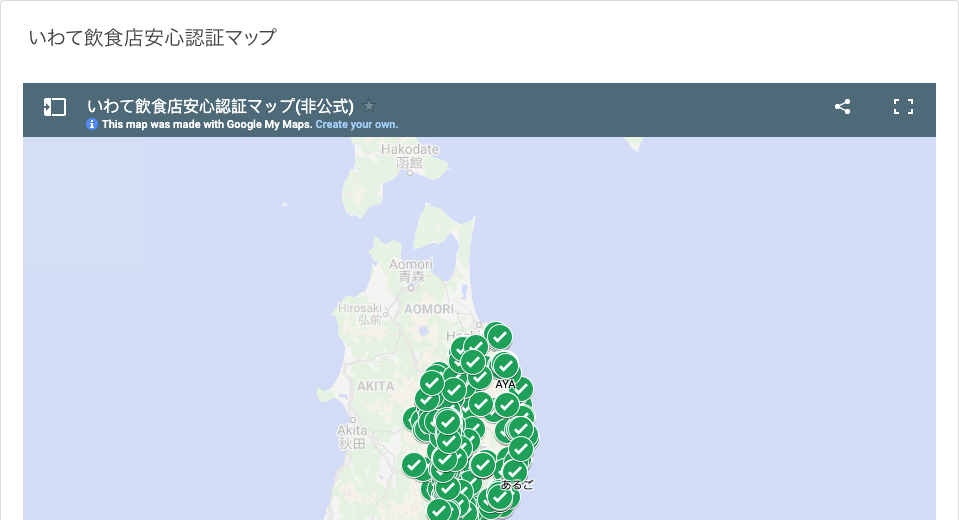 いわて飲食店安心認証マップ
いわて飲食店安心認証マップ(非公式)
This map was made with Google My Maps. Create your own.
Hakodate
函館
Aomori
青森
Hirosaki
弘前
AOMORI
AYA
AKITA
Akita
秋田
あるご